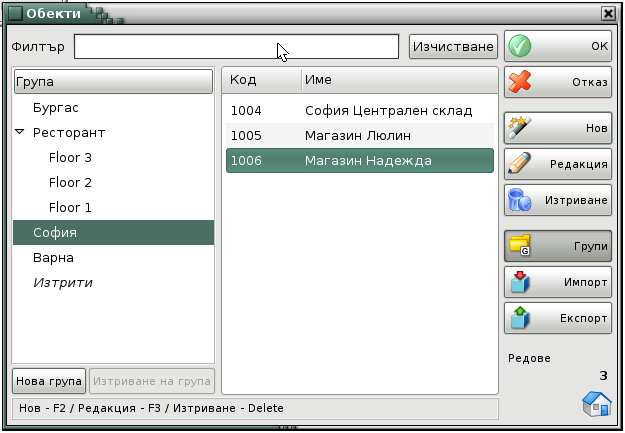 Обекти
Филтър
Изчистване
Група
Бургас
Ресторант
Floor 3
Floor 2
Floor 1
София
Варна
Изтрити
Нова група
Изтриване на група
Код Име
1004 София Централен склад
1005 Магазин Люлин
1006 Магазин Надежда
OK
Отказ
Нов
Редакция
Изтриване
G
Групи
Импорт
Експорт
Редове
3
Нов - F2 / Редакция - F3 / Изтриване - Delete